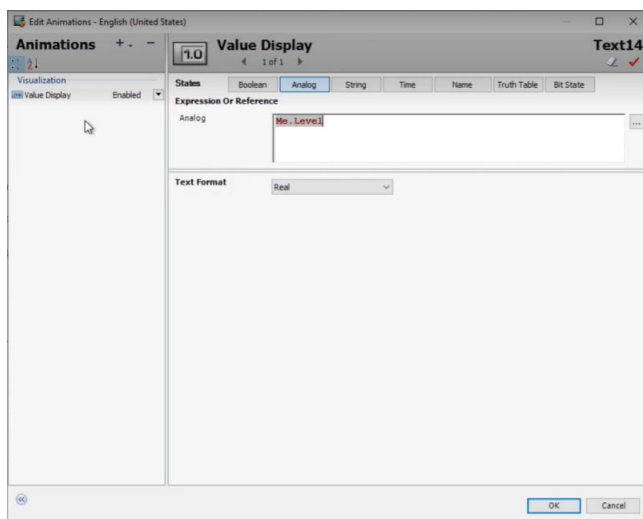 Edit Animations - English (United States)
Animations
Visualization
Value Display Enabled
1.0 Value Display
1 of 1
Text14
States Boolean Analog String Time Name Truth Table Bit State
Expression Or Reference
Analog Me.Level
...
Text Format Real
OK Cancel